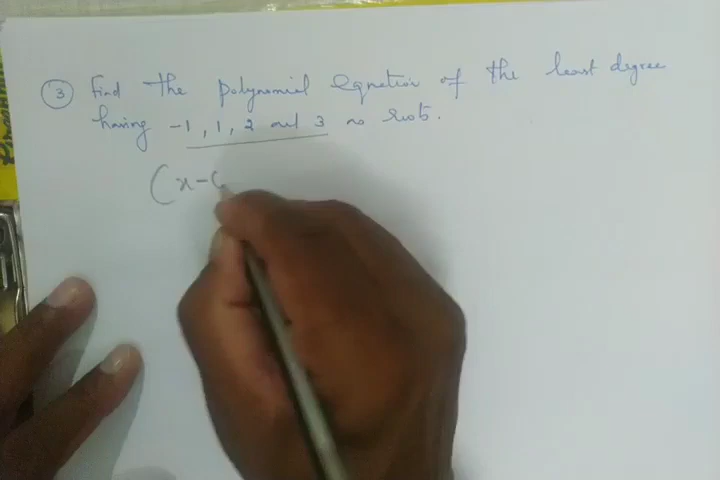 3 Find the polynomial equation of the least degree
having -1, 1, 2 and 3 as roots.
(x-(